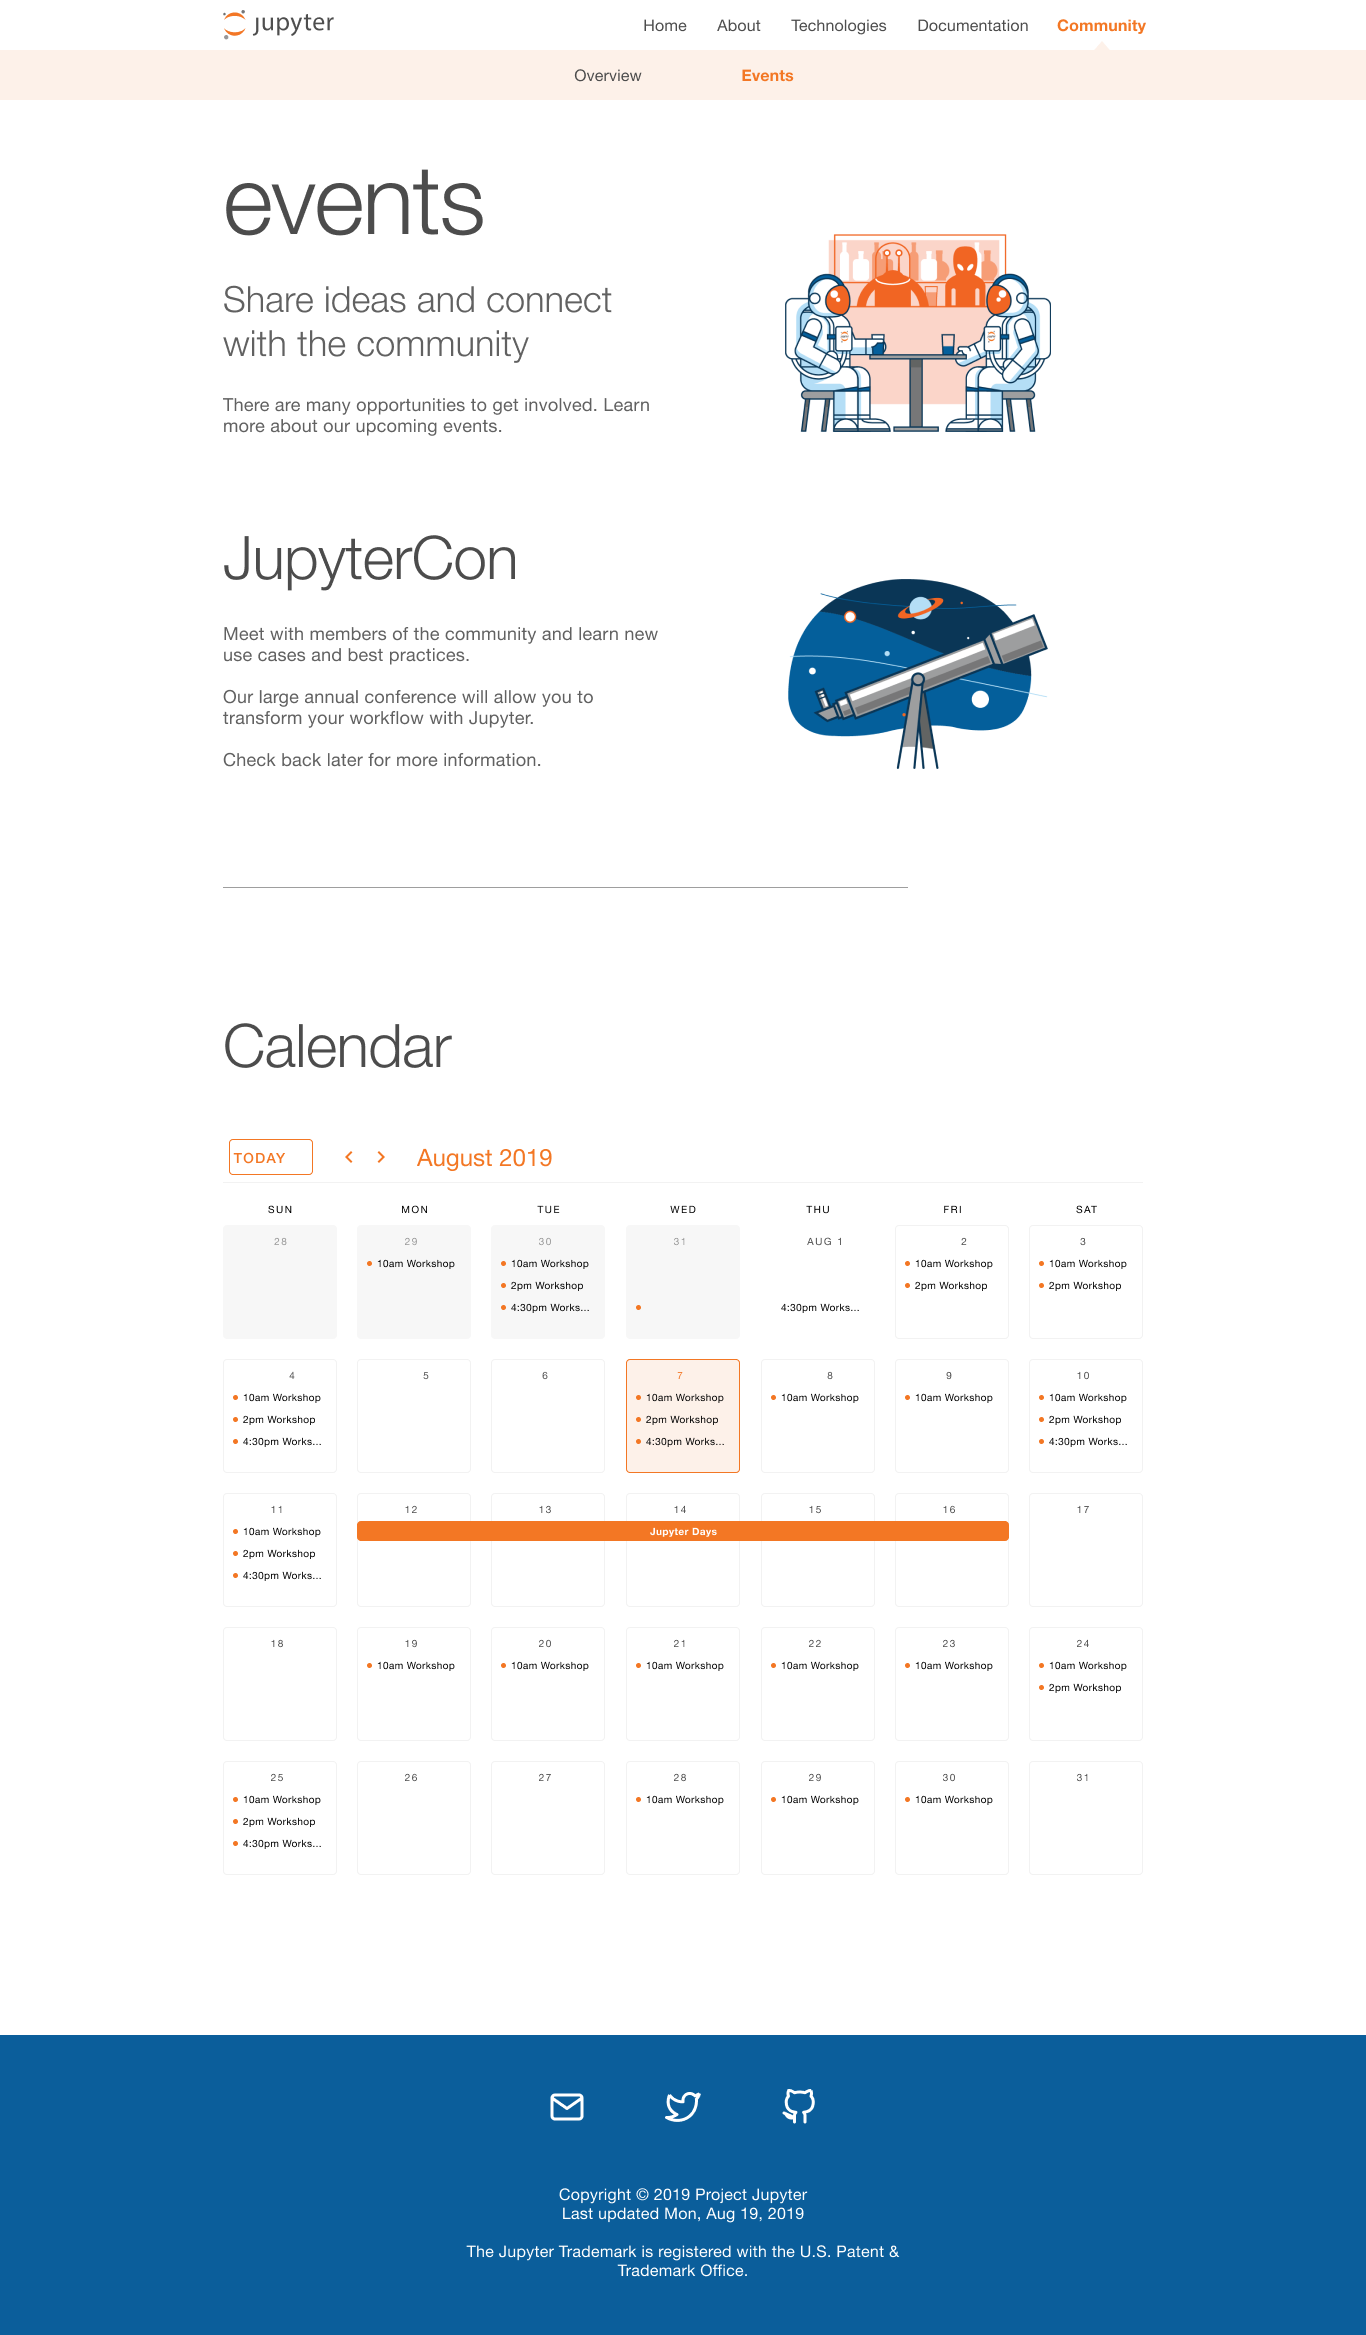 jupyter
Home About Technologies Documentation Community
Overview Events
events
Share ideas and connect
with the community
There are many opportunities to get involved. Learn
more about our upcoming events.
JupyterCon
Meet with members of the community and learn new
use cases and best practices.
Our large annual conference will allow you to
transform your workflow with Jupyter.
Check back later for more information.
Calendar
TODAY August 2019
SUN MON TUE WED THU FRI SAT
28 29 30 31 AUG 1 2 3
10am Workshop 10am Workshop 10am Workshop 10am Workshop
2pm Workshop 2pm Workshop 2pm Workshop
4:30pm Works... 4:30pm Works...
4 5 6 7 8 9 10
10am Workshop 10am Workshop 10am Workshop 10am Workshop 10am Workshop
2pm Workshop 2pm Workshop 2pm Workshop
4:30pm Works... 4:30pm Works... 4:30pm Works...
11 12 13 14 15 16 17
10am Workshop Jupyter Days
2pm Workshop
4:30pm Works...
18 19 20 21 22 23 24
10am Workshop 10am Workshop 10am Workshop 10am Workshop 10am Workshop 10am Workshop
2pm Workshop
25 26 27 28 29 30 31
10am Workshop 10am Workshop 10am Workshop 10am Workshop
2pm Workshop
4:30pm Works...
Copyright © 2019 Project Jupyter
Last updated Mon, Aug 19, 2019
The Jupyter Trademark is registered with the U.S. Patent &
Trademark Office.